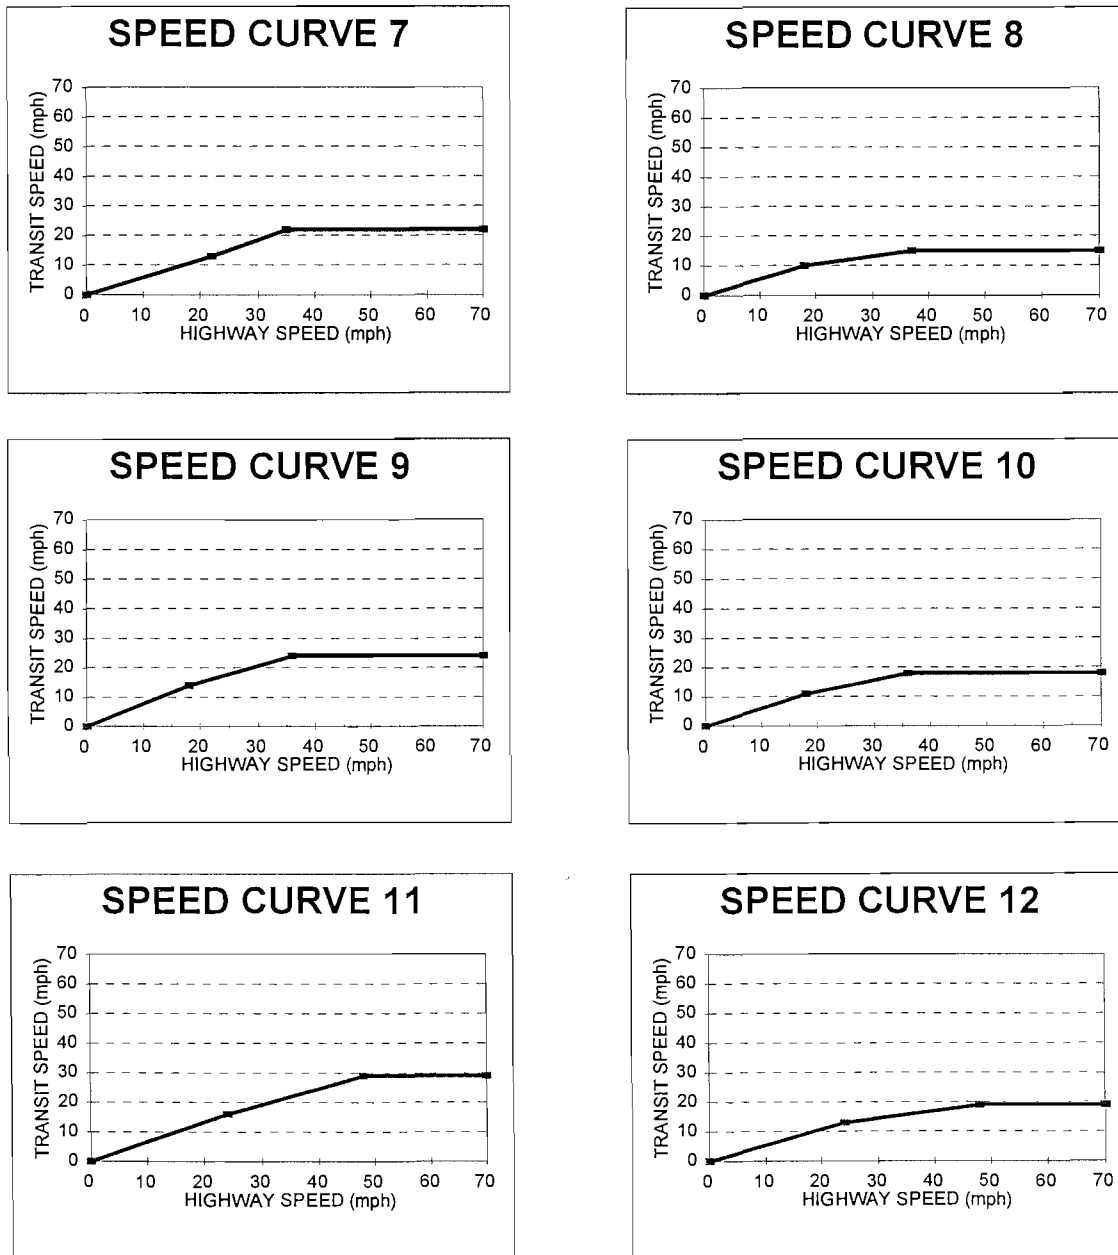 SPEED CURVE 7
TRANSIT SPEED (mph)
70
60
50
40
30
20
10
0
0 10 20 30 40 50 60 70
HIGHWAY SPEED (mph)
SPEED CURVE 8
TRANSIT SPEED (mph)
70
60
50
40
30
20
10
0
0 10 20 30 40 50 60 70
HIGHWAY SPEED (mph)
SPEED CURVE 9
TRANSIT SPEED (mph)
70
60
50
40
30
20
10
0
0 10 20 30 40 50 60 70
HIGHWAY SPEED (mph)
SPEED CURVE 10
TRANSIT SPEED (mph)
70
60
50
40
30
20
10
0
0 10 20 30 40 50 60 70
HIGHWAY SPEED (mph)
SPEED CURVE 11
TRANSIT SPEED (mph)
70
60
50
40
30
20
10
0
0 10 20 30 40 50 60 70
HIGHWAY SPEED (mph)
SPEED CURVE 12
TRANSIT SPEED (mph)
70
60
50
40
30
20
10
0
0 10 20 30 40 50 60 70
HIGHWAY SPEED (mph)